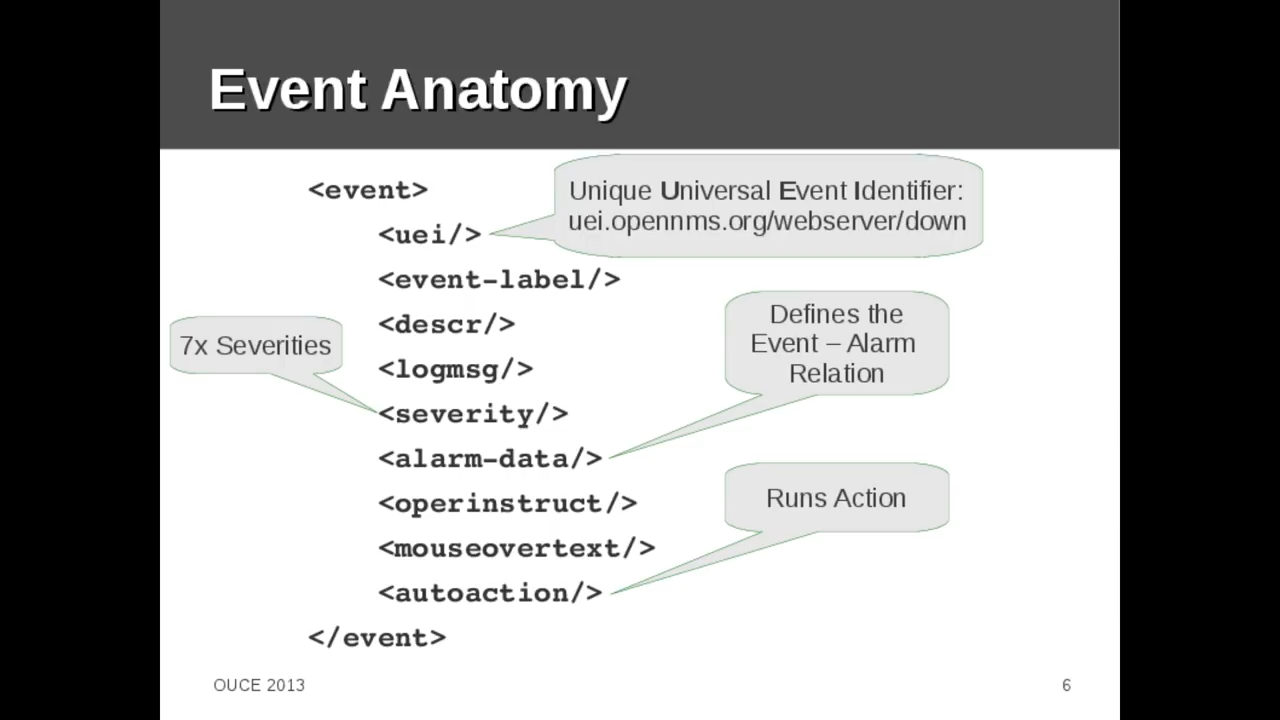 Event Anatomy
<event>
Unique Universal Event Identifier:
uei.opennms.org/webserver/down
<uei/>
<event-label/>
<descr/>
7x Severities
<logmsg/>
Defines the
Event – Alarm
Relation
<severity/>
<alarm-data/>
<operinstruct/>
Runs Action
<mouseovertext/>
<autoaction/>
</event>
OUCE 2013
6